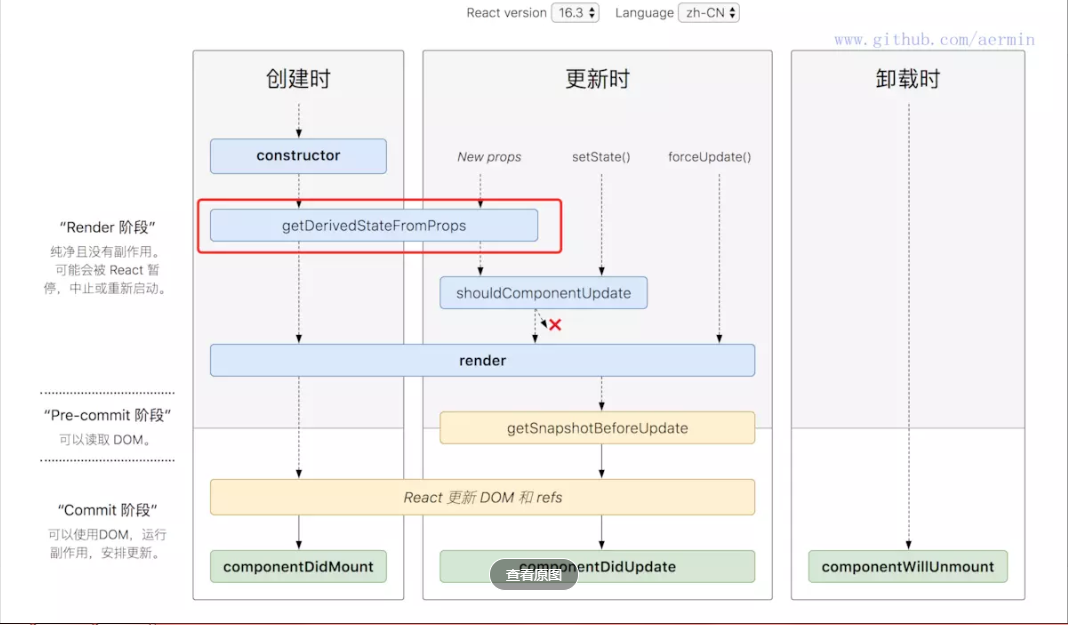 React version 16.3 Language zh-CN
www.github.com/aermin
创建时
更新时
卸载时
constructor
New props
setState()
forceUpdate()
“Render 阶段”
纯净且没有副作用。
可能会被 React 暂
停，中止或重新启动。
getDerivedStateFromProps
shouldComponentUpdate
render
“Pre-commit 阶段”
可以读取 DOM。
getSnapshotBeforeUpdate
“Commit 阶段”
可以使用DOM，运行
副作用，安排更新。
React 更新 DOM 和 refs
componentDidMount
componentDidUpdate
componentWillUnmount
查看原图